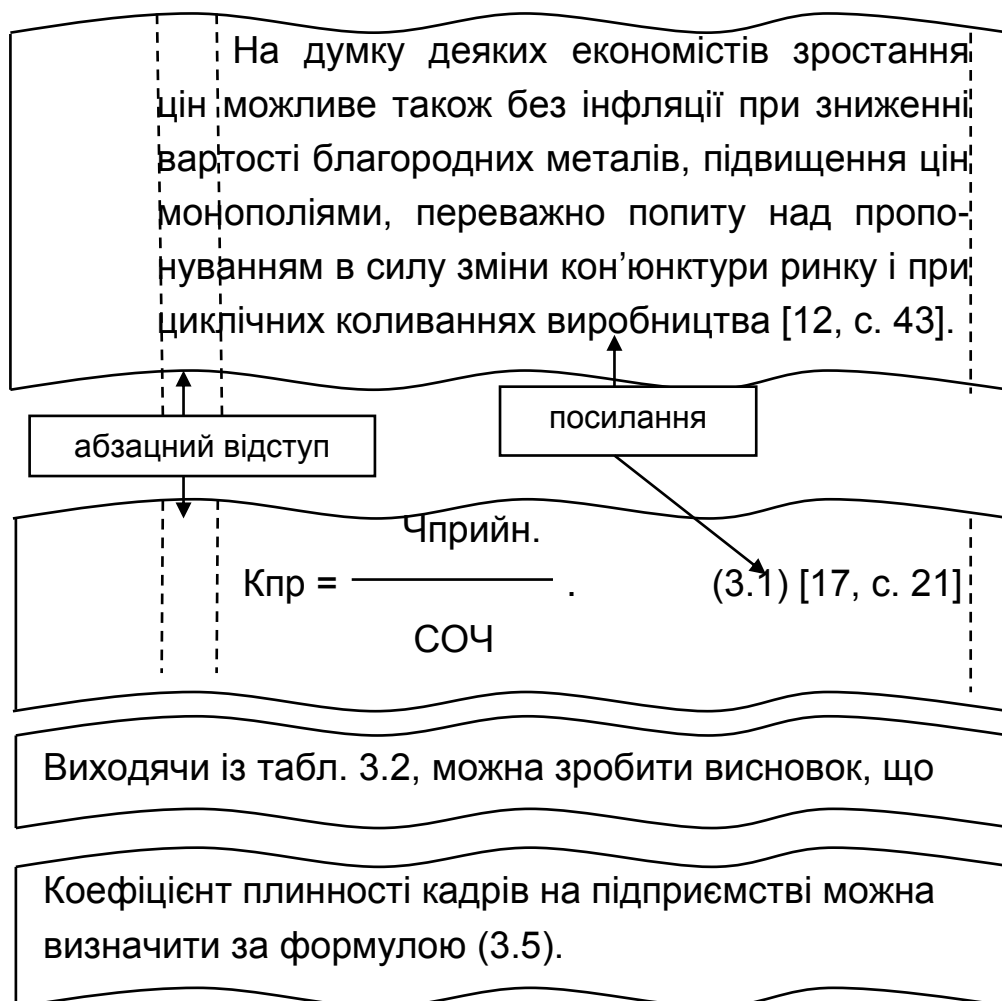 На думку деяких економістів зростання
цін можливе також без інфляції при зниженні
вартості благородних металів, підвищення цін
монополіями, переважно попиту над пропо-
нуванням в силу зміни кон’юнктури ринку і при
циклічних коливаннях виробництва [12, с. 43].
посилання
абзацний відступ
Чприйн.
Кпр = ——— . (3.1) [17, с. 21]
СОЧ
Виходячи із табл. 3.2, можна зробити висновок, що
Коефіцієнт плинності кадрів на підприємстві можна
визначити за формулою (3.5).